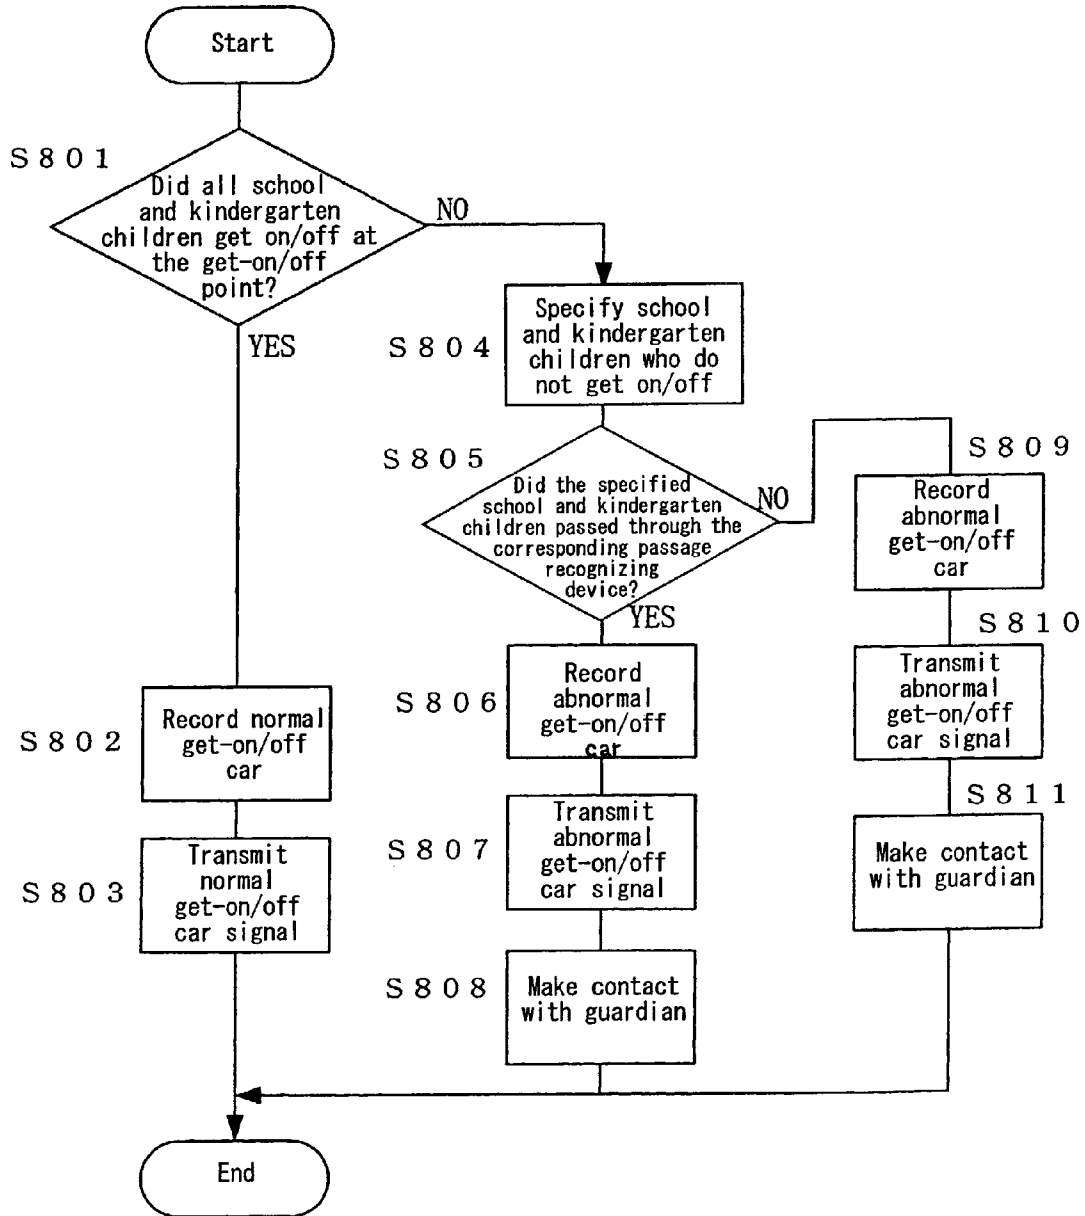 Start
S801
Did all school
and kindergarten
children get on/off at
the get-on/off
point?
NO
YES
S804
Specify school
and kindergarten
children who do
not get on/off
S805
Did the specified
school and kindergarten
children passed through the
corresponding passage
recognizing
device?
NO
YES
S809
Record
abnormal
get-on/off
car
S810
Transmit
abnormal
get-on/off
car signal
S811
Make contact
with guardian
S806
Record
abnormal
get-on/off
car
S807
Transmit
abnormal
get-on/off
car signal
S808
Make contact
with guardian
S802
Record normal
get-on/off
car
S803
Transmit
normal
get-on/off
car signal
End